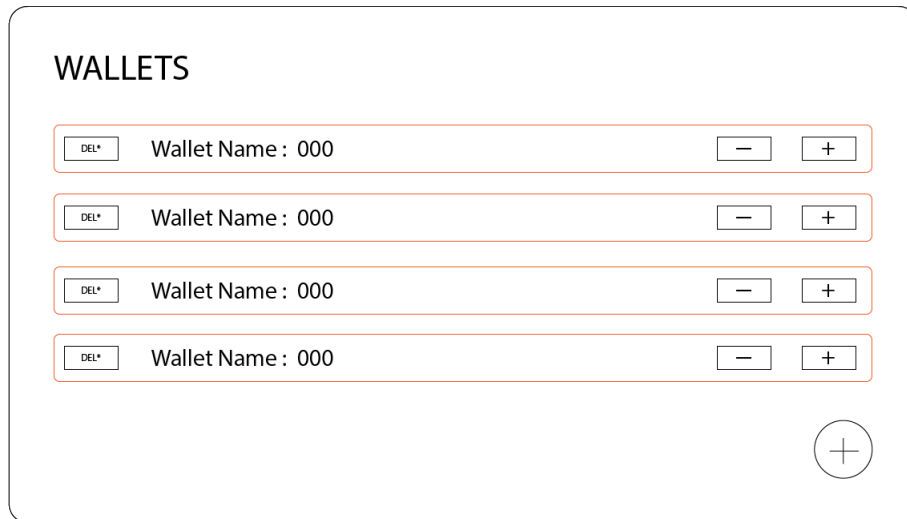 WALLETS
DEL* Wallet Name : 000 − +
DEL* Wallet Name : 000 − +
DEL* Wallet Name : 000 − +
DEL* Wallet Name : 000 − +
+